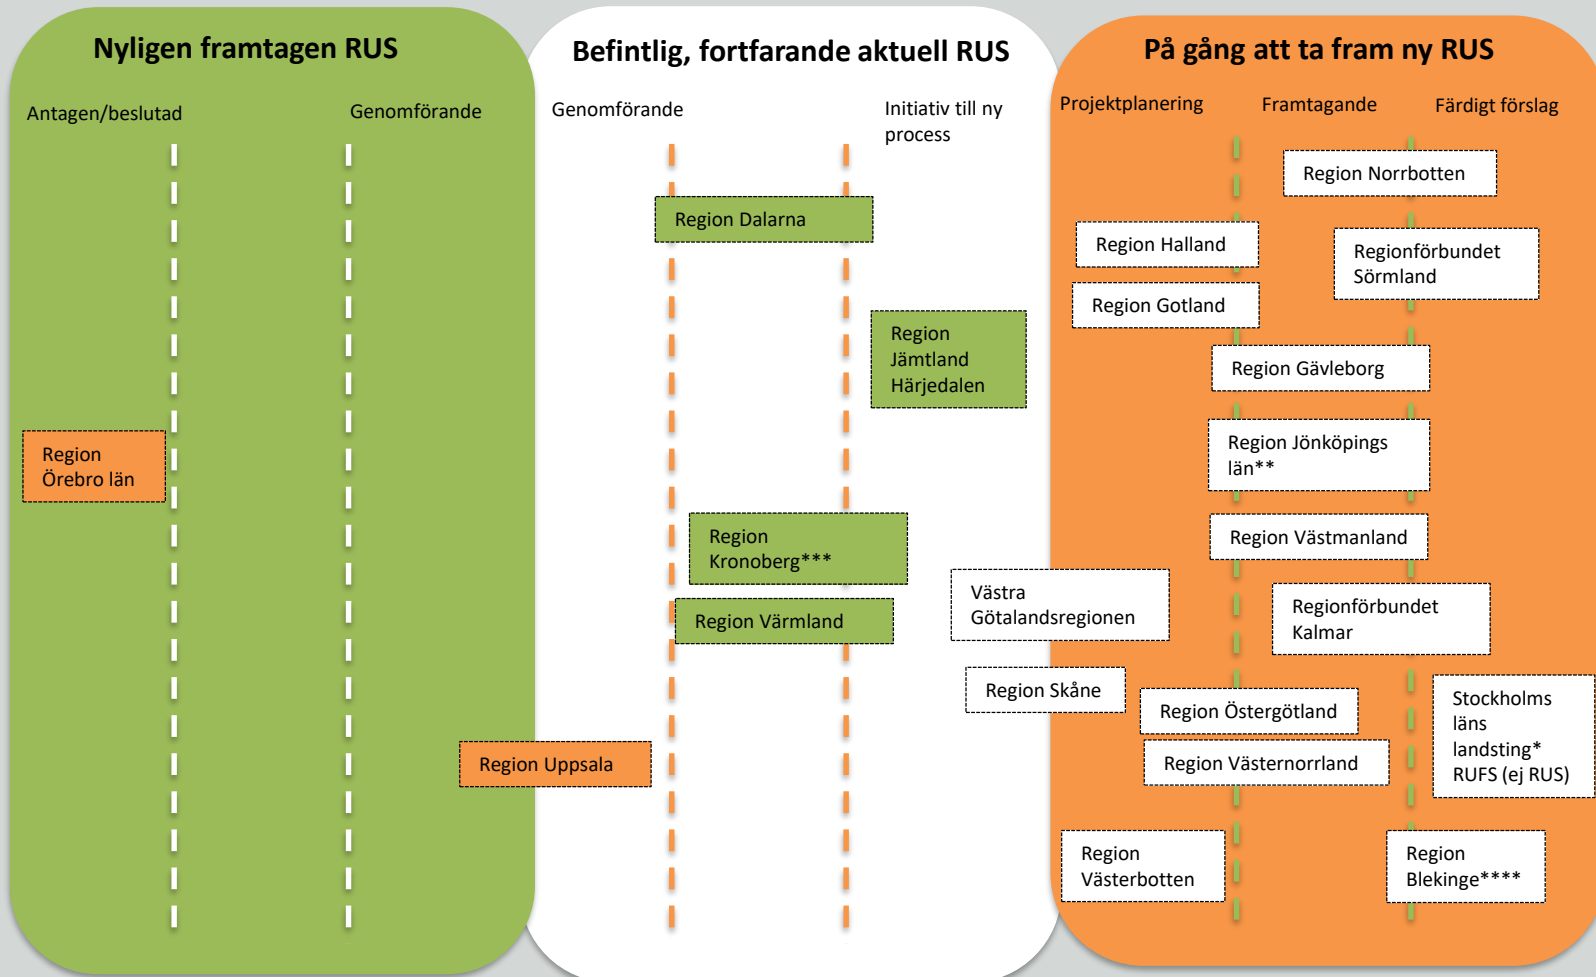 Nyligen framtagen RUS
Antagen/beslutad
Genomförande
Region
Örebro län
Region Uppsala
Befintlig, fortfarande aktuell RUS
Genomförande
Initiativ till ny
process
Region Dalarna
Region
Jämtland
Härjedalen
Region
Kronoberg***
Region Värmland
På gång att ta fram ny RUS
Projektplanering
Framtagande
Färdigt förslag
Region Norrbotten
Region Halland
Regionförbundet
Sörmland
Region Gotland
Region Gävleborg
Region Jönköpings
län**
Region Västmanland
Västra
Götalandsregionen
Regionförbundet
Kalmar
Region Skåne
Region Östergötland
Stockholms
läns
landsting*
RUFS (ej RUS)
Region Västernorrland
Region
Västerbotten
Region
Blekinge****